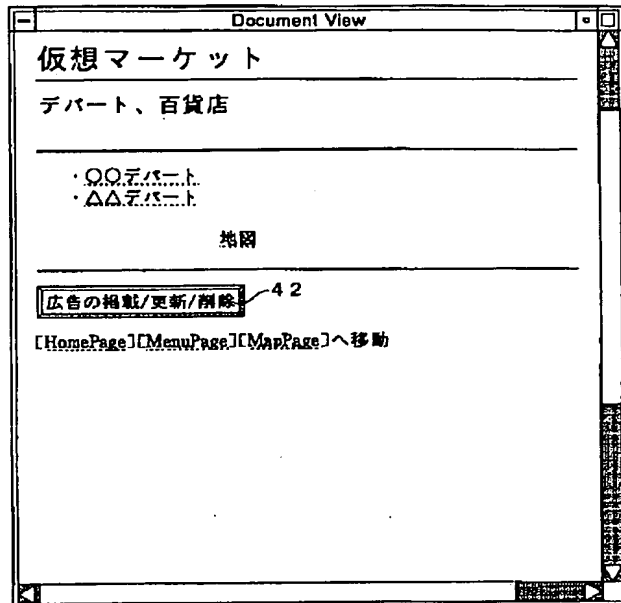 Document View
仮想マーケット
デパート、百貨店
・○○デパート
・△△デパート
地図
広告の掲載/更新/削除
42
[HomePage][MenuPage][MapPage]へ移動